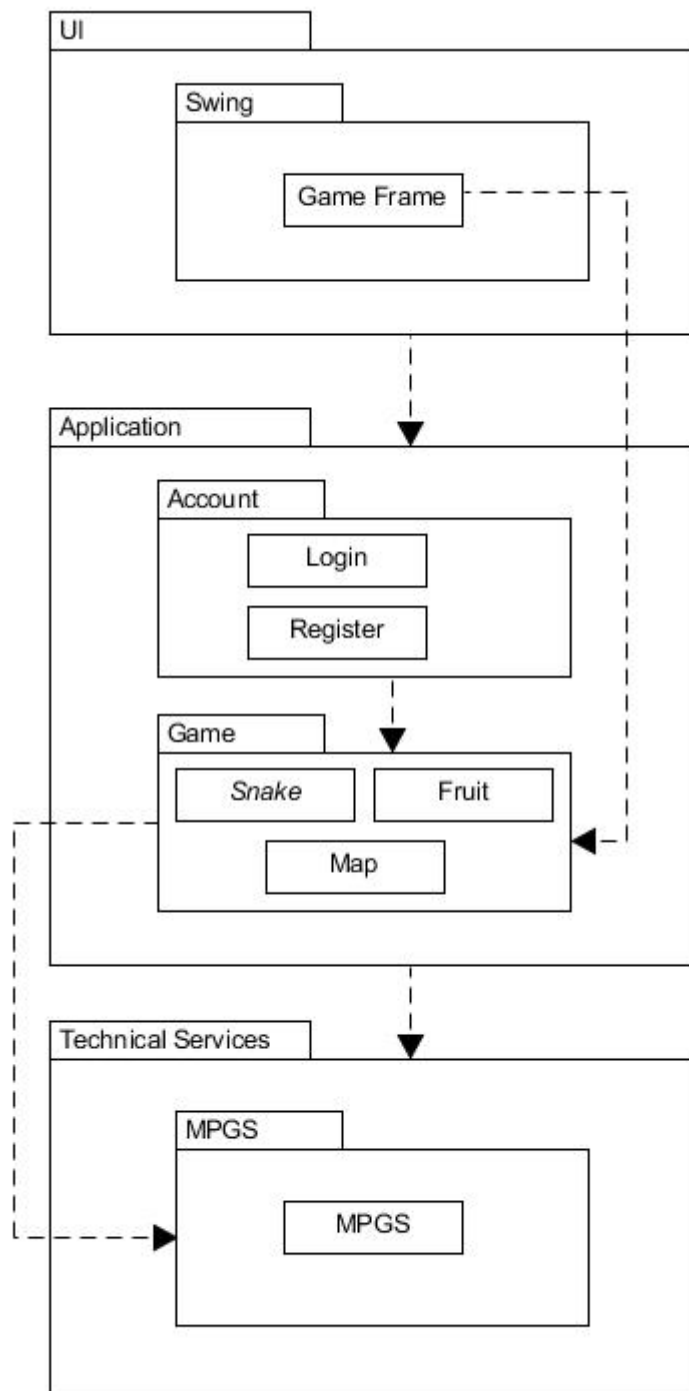 UI
Swing
Game Frame
Application
Account
Login
Register
Game
Snake
Fruit
Map
Technical Services
MPGS
MPGS